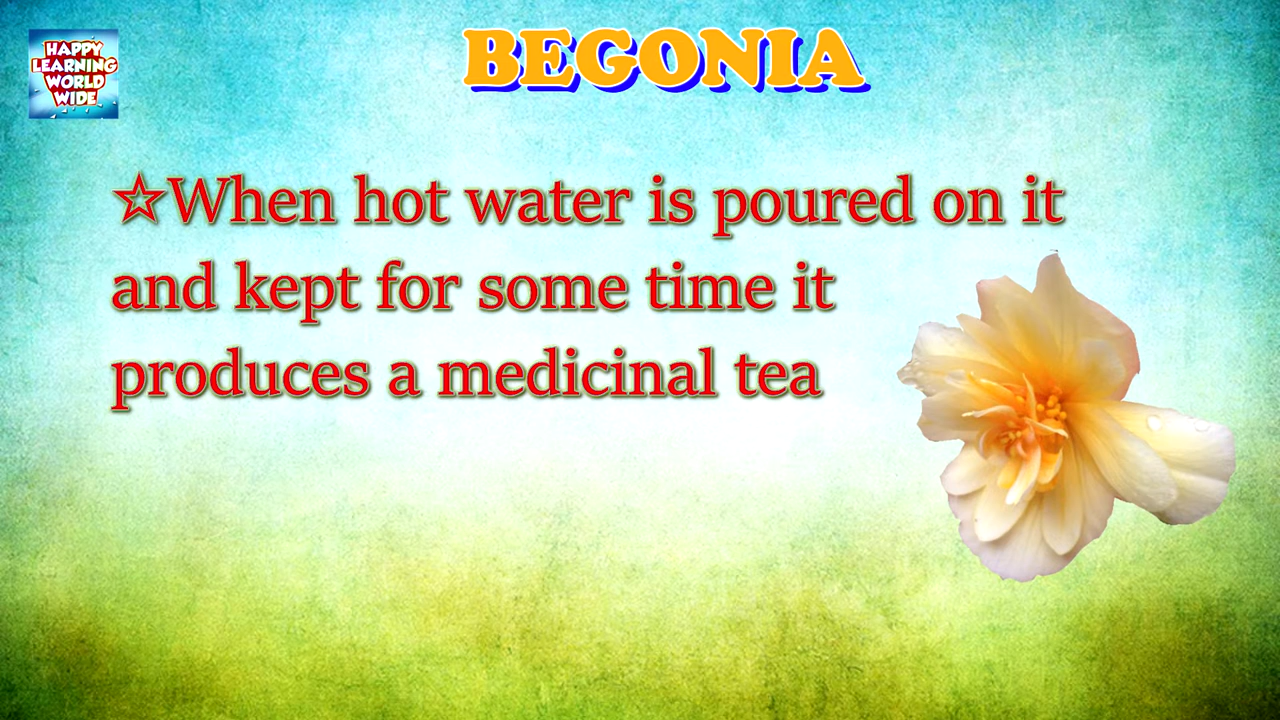 HAPPY
LEARNING
WORLD
WIDE
BEGONIA
☆When hot water is poured on it
and kept for some time it
produces a medicinal tea